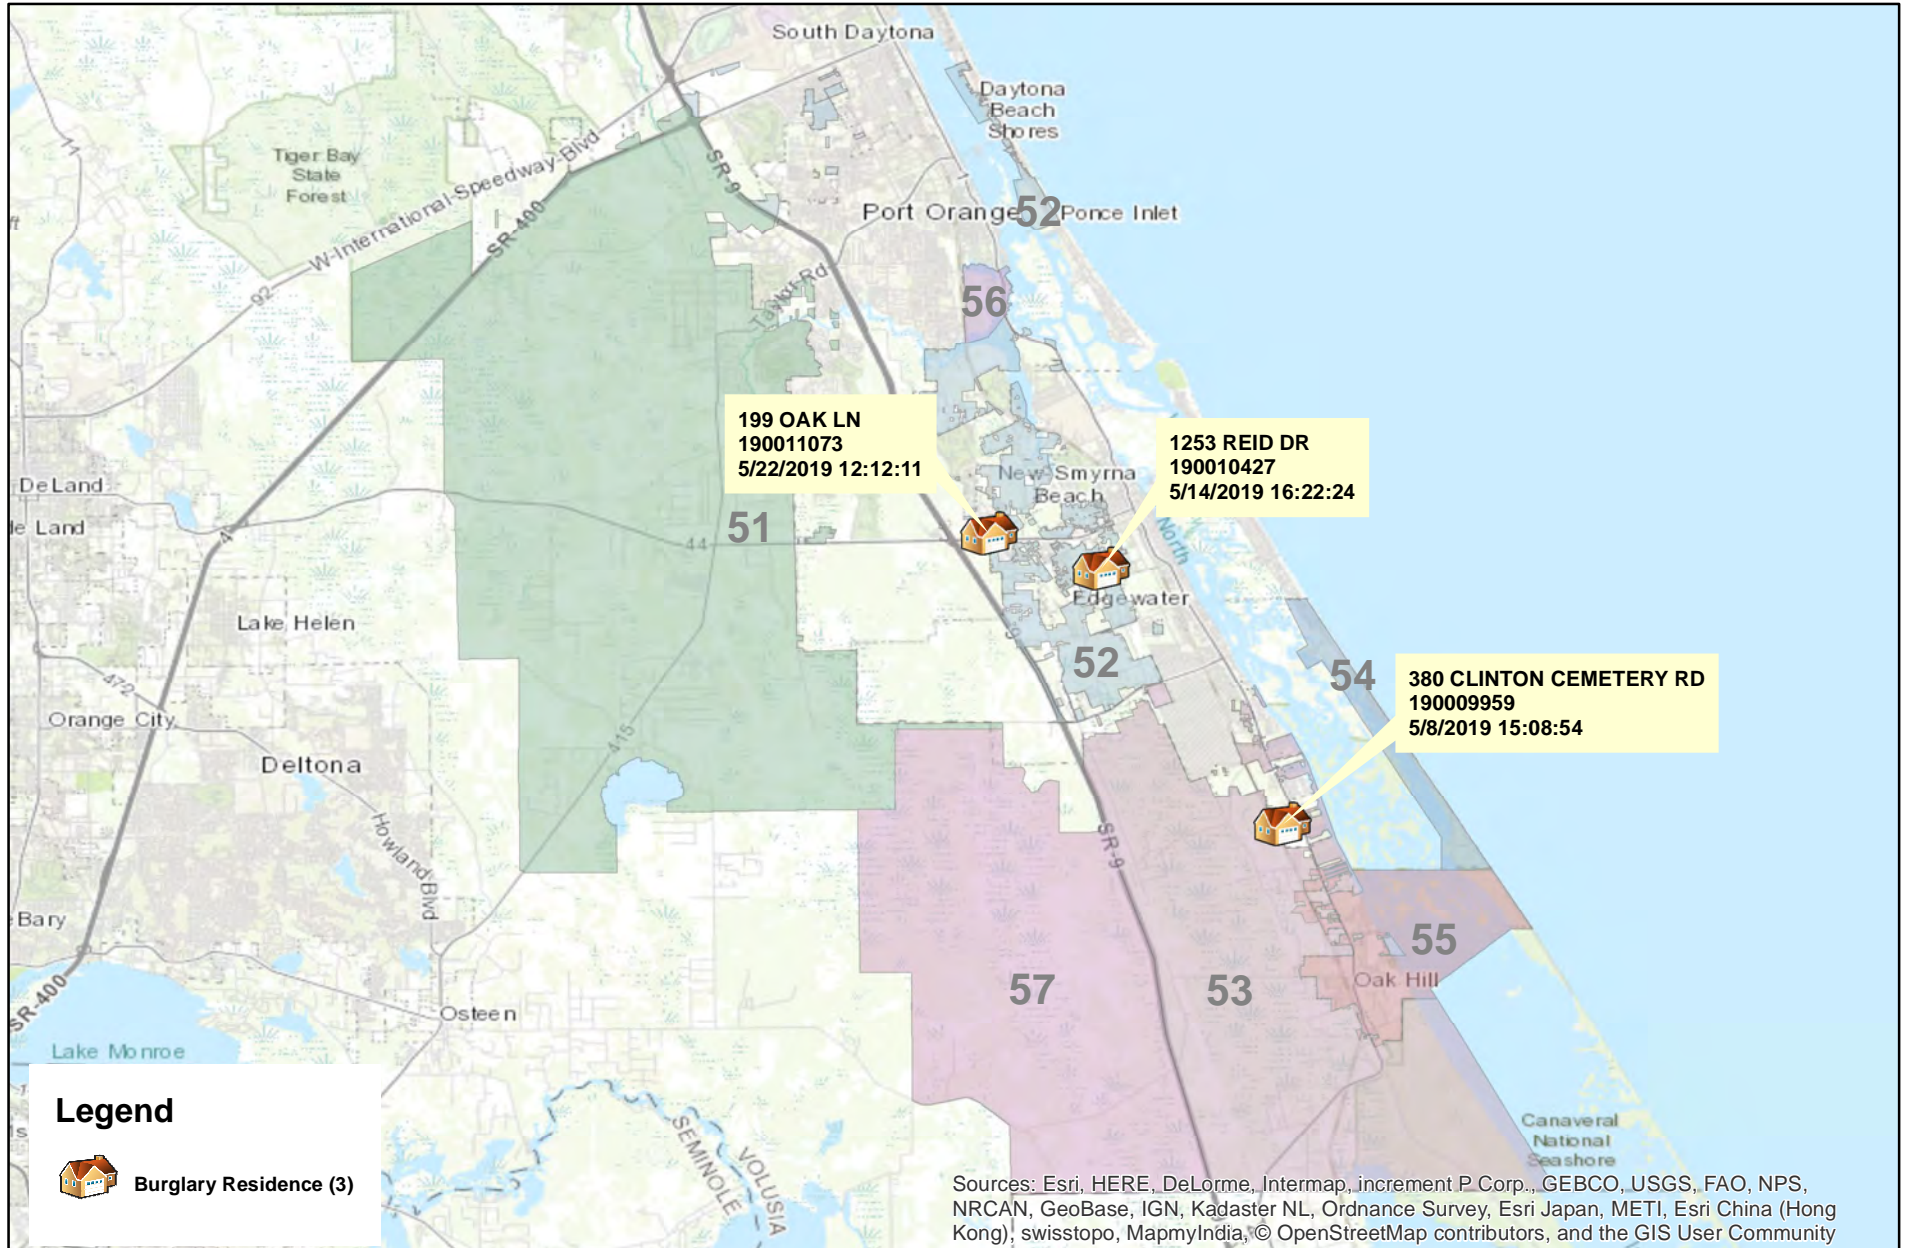 South Daytona
Daytona
Beach
Shores
11
Tiger Bay
State
Forest
W-International-Speedway-Blvd
SR-9
1
Port Orange
52
Ponce Inlet
SR-400
92
Taylor Rd
56
199 OAK LN
190011073
5/22/2019 12:12:11
1253 REID DR
190010427
5/14/2019 16:22:24
New Smyrna
Beach
DeLand
le Land
51
44
4
North
Edgewater
Lake Helen
9
52
54
380 CLINTON CEMETERY RD
190009959
5/8/2019 15:08:54
472
Orange City
415
Deltona
Howland Blvd
SR-9
e Bary
55
57
53
Oak Hill
SR-400
Osteen
Lake Monroe
Legend
Burglary Residence (3)
SEMINOLE
VOLUSIA
Canaveral
National
Seashore
Sources: Esri, HERE, DeLorme, Intermap, increment P Corp., GEBCO, USGS, FAO, NPS,
NRCAN, GeoBase, IGN, Kadaster NL, Ordnance Survey, Esri Japan, METI, Esri China (Hong
Kong), swisstopo, MapmyIndia, © OpenStreetMap contributors, and the GIS User Community